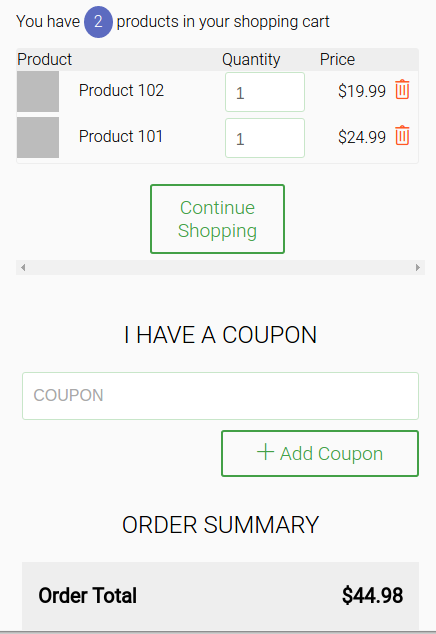 You have 2 products in your shopping cart
Product Quantity Price
Product 102 1 $19.99
Product 101 1 $24.99
Continue
Shopping
I HAVE A COUPON
COUPON
+ Add Coupon
ORDER SUMMARY
Order Total $44.98